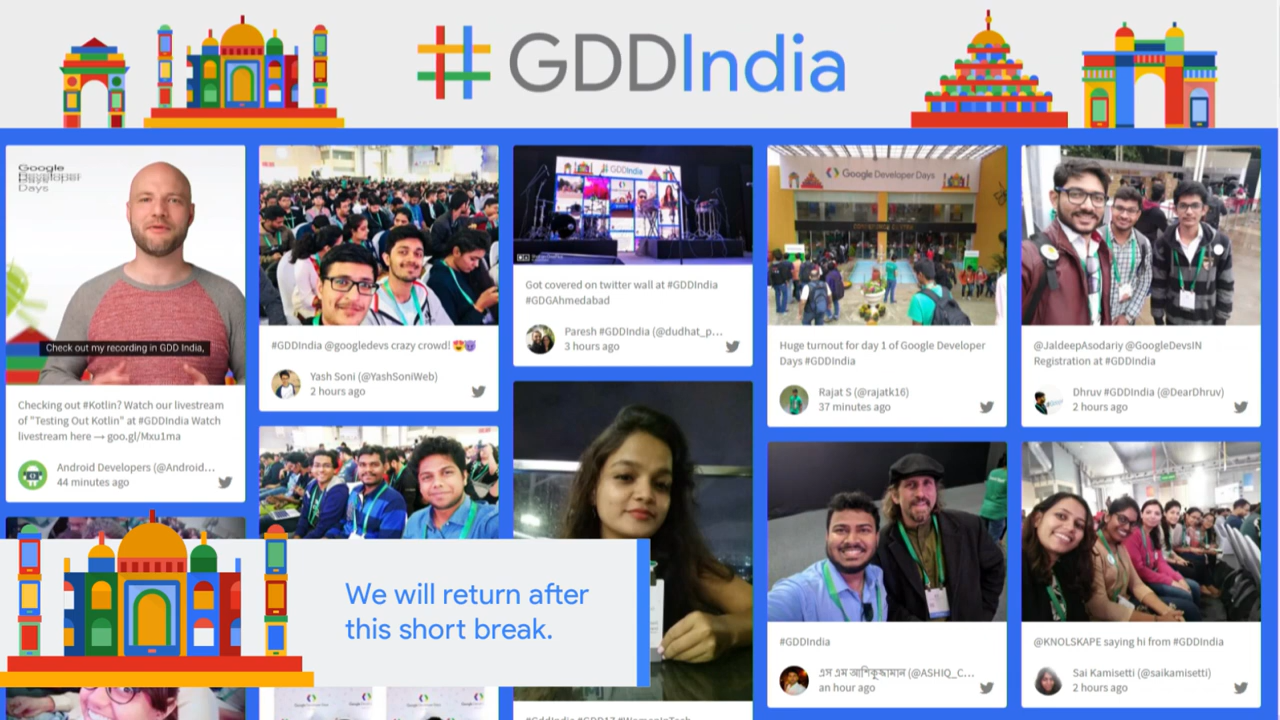 #GDDIndia
Google
Developer
Days
Check out my recording in GDD India,
Checking out #Kotlin? Watch our livestream
of "Testing Out Kotlin" at #GDDIndia Watch
livestream here → goo.gl/Mxu1ma
Android Developers (@Android...
44 minutes ago
#GDDIndia @googledevs crazy crowd! 😍😈
Yash Soni (@YashSoniWeb)
2 hours ago
GDDIndia
Got covered on twitter wall at #GDDIndia
#GDGAhmedabad
Paresh #GDDIndia (@dudhat_p...
3 hours ago
Google Developer Days
Huge turnout for day 1 of Google Developer
Days #GDDIndia
Rajat S (@rajatk16)
37 minutes ago
@JaldeepAsodariy @GoogleDevsIN
Registration at #GDDIndia
Dhruv #GDDIndia (@DearDhruv)
2 hours ago
#GDDIndia
এস এম আশিকুজ্জামান (@ASHIQ_C...
an hour ago
@KNOLSKAPE saying hi from #GDDIndia
Sai Kamisetti (@saikamisetti)
2 hours ago
We will return after
this short break.
#GddIndia #GDD17 #WomenInTech